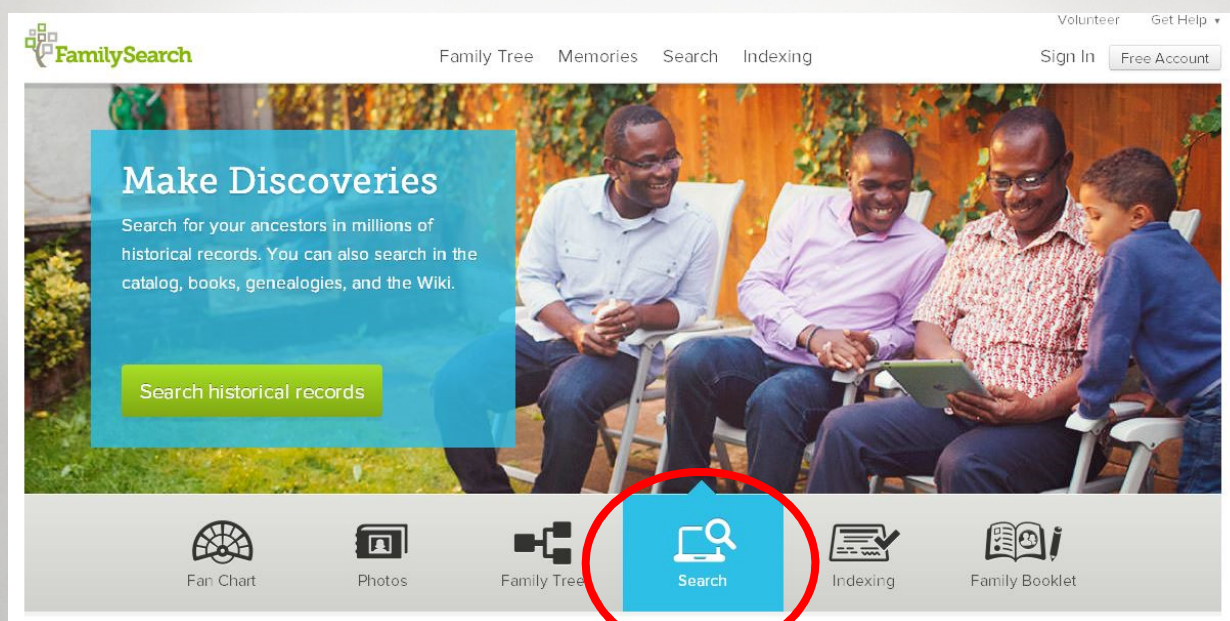 Volunteer Get Help
FamilySearch
Family Tree Memories Search Indexing
Sign In Free Account
Make Discoveries
Search for your ancestors in millions of
historical records. You can also search in the
catalog, books, genealogies, and the Wiki.
Search historical records
Fan Chart Photos Family Tree Search Indexing Family Booklet